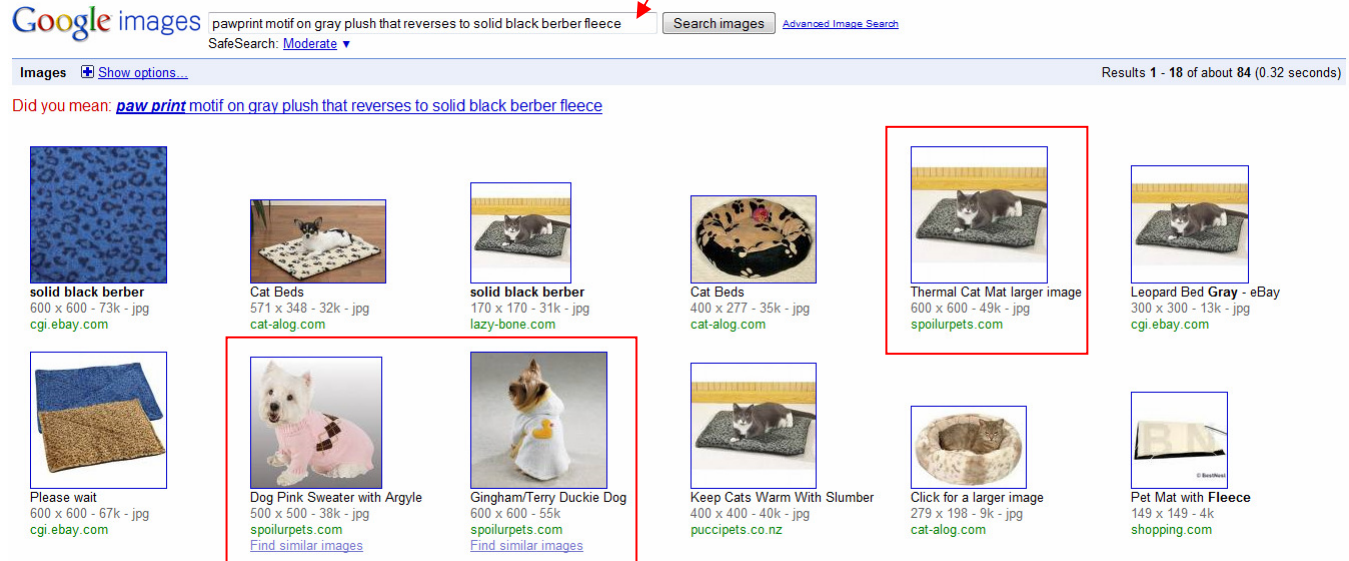 Google images pawprint motif on gray plush that reverses to solid black berber fleece Search images Advanced Image Search
SafeSearch: Moderate ▼
Images Show options... Results 1 - 18 of about 84 (0.32 seconds)
Did you mean: paw print motif on gray plush that reverses to solid black berber fleece
solid black berber
600 x 600 - 73k - jpg
cgi.ebay.com
Cat Beds
571 x 348 - 32k - jpg
cat-alog.com
solid black berber
170 x 170 - 31k - jpg
lazy-bone.com
Cat Beds
400 x 277 - 35k - jpg
cat-alog.com
Thermal Cat Mat larger image
600 x 600 - 49k - jpg
spoilurpets.com
Leopard Bed Gray - eBay
300 x 300 - 13k - jpg
cgi.ebay.com
Please wait
600 x 600 - 67k - jpg
cgi.ebay.com
Dog Pink Sweater with Argyle
500 x 500 - 38k - jpg
spoilurpets.com
Find similar images
Gingham/Terry Duckie Dog
600 x 600 - 55k
spoilurpets.com
Find similar images
Keep Cats Warm With Slumber
400 x 400 - 40k - jpg
puccipets.co.nz
Click for a larger image
279 x 198 - 9k - jpg
cat-alog.com
BN
© BestNest
Pet Mat with Fleece
149 x 149 - 4k
shopping.com